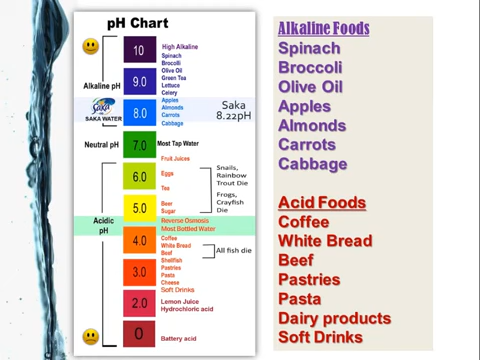 pH Chart
10
High Alkaline
Spinach
Brocolli
9.0
Olive Oil
Green Tea
Lettuce
Celery
Alkaline pH
Saka
SAKA WATER
8.0
Apples
Almonds
Carrots
Cabbage
Saka
8.22pH
Neutral pH
7.0
Most Tap Water
Fruit Juices
6.0
Eggs
Tea
Snails,
Rainbow
Trout Die
5.0
Beer
Sugar
Frogs,
Crayfish
Die
Acidic
pH
Reverse Osmosis
Most Bottled Water
4.0
Coffee
White Bread
Beef
All fish die
3.0
Shellfish
Pastries
Pasta
Cheese
Soft Drinks
2.0
Lemon Juice
Hydrochloric acid
0
Battery acid
Alkaline Foods
Spinach
Broccoli
Olive Oil
Apples
Almonds
Carrots
Cabbage
Acid Foods
Coffee
White Bread
Beef
Pastries
Pasta
Dairy products
Soft Drinks